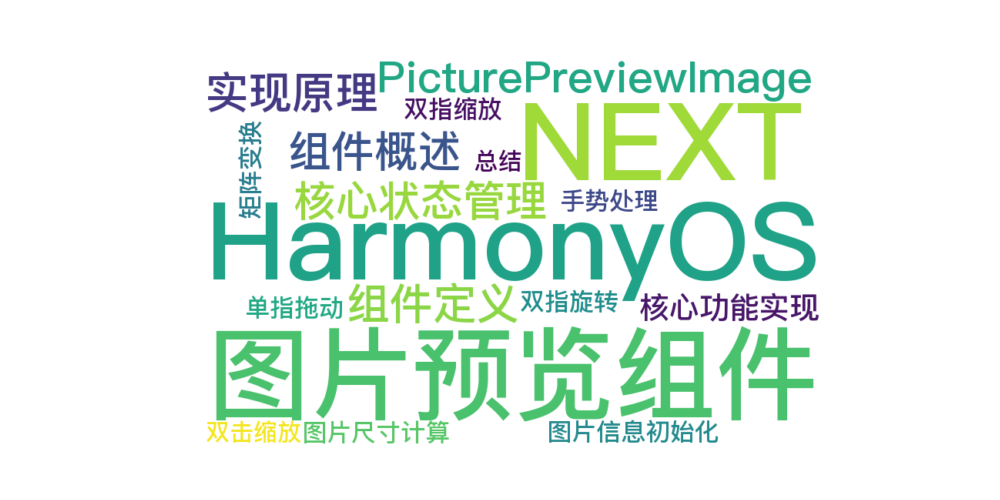 PicturePreviewImage
实现原理
双指缩放
NEXT
矩阵变换
组件概述
总结
核心状态管理
手势处理
HarmonyOS
单指拖动
组件定义
双指旋转
核心功能实现
图片预览组件
双击缩放
图片尺寸计算
图片信息初始化